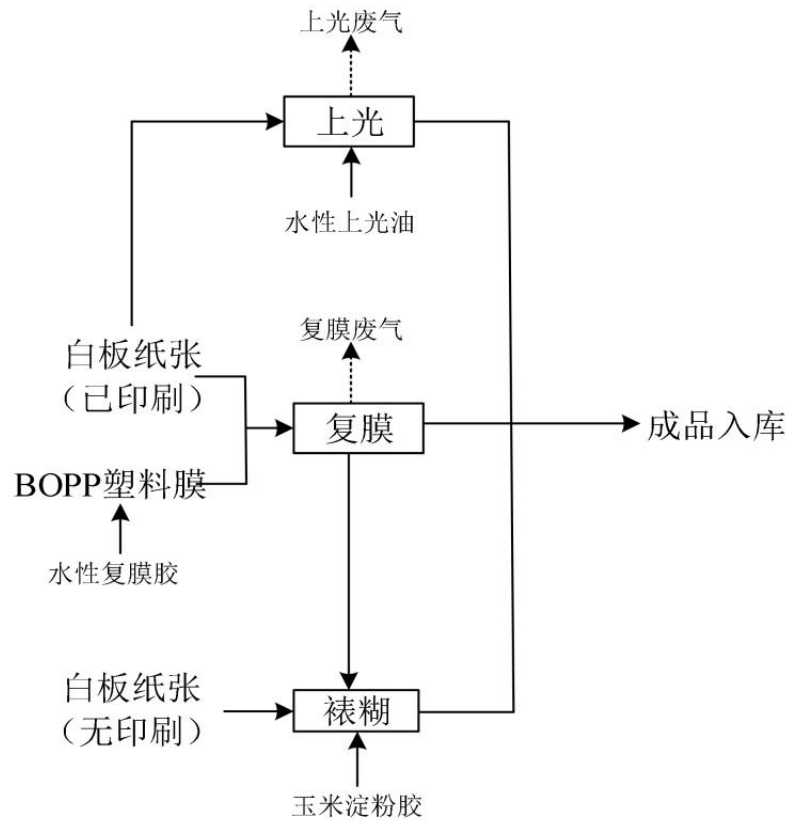 上光废气
上光
水性上光油
复膜废气
白板纸张
（已印刷）
复膜
成品入库
BOPP塑料膜
水性复膜胶
白板纸张
（无印刷）
裱糊
玉米淀粉胶